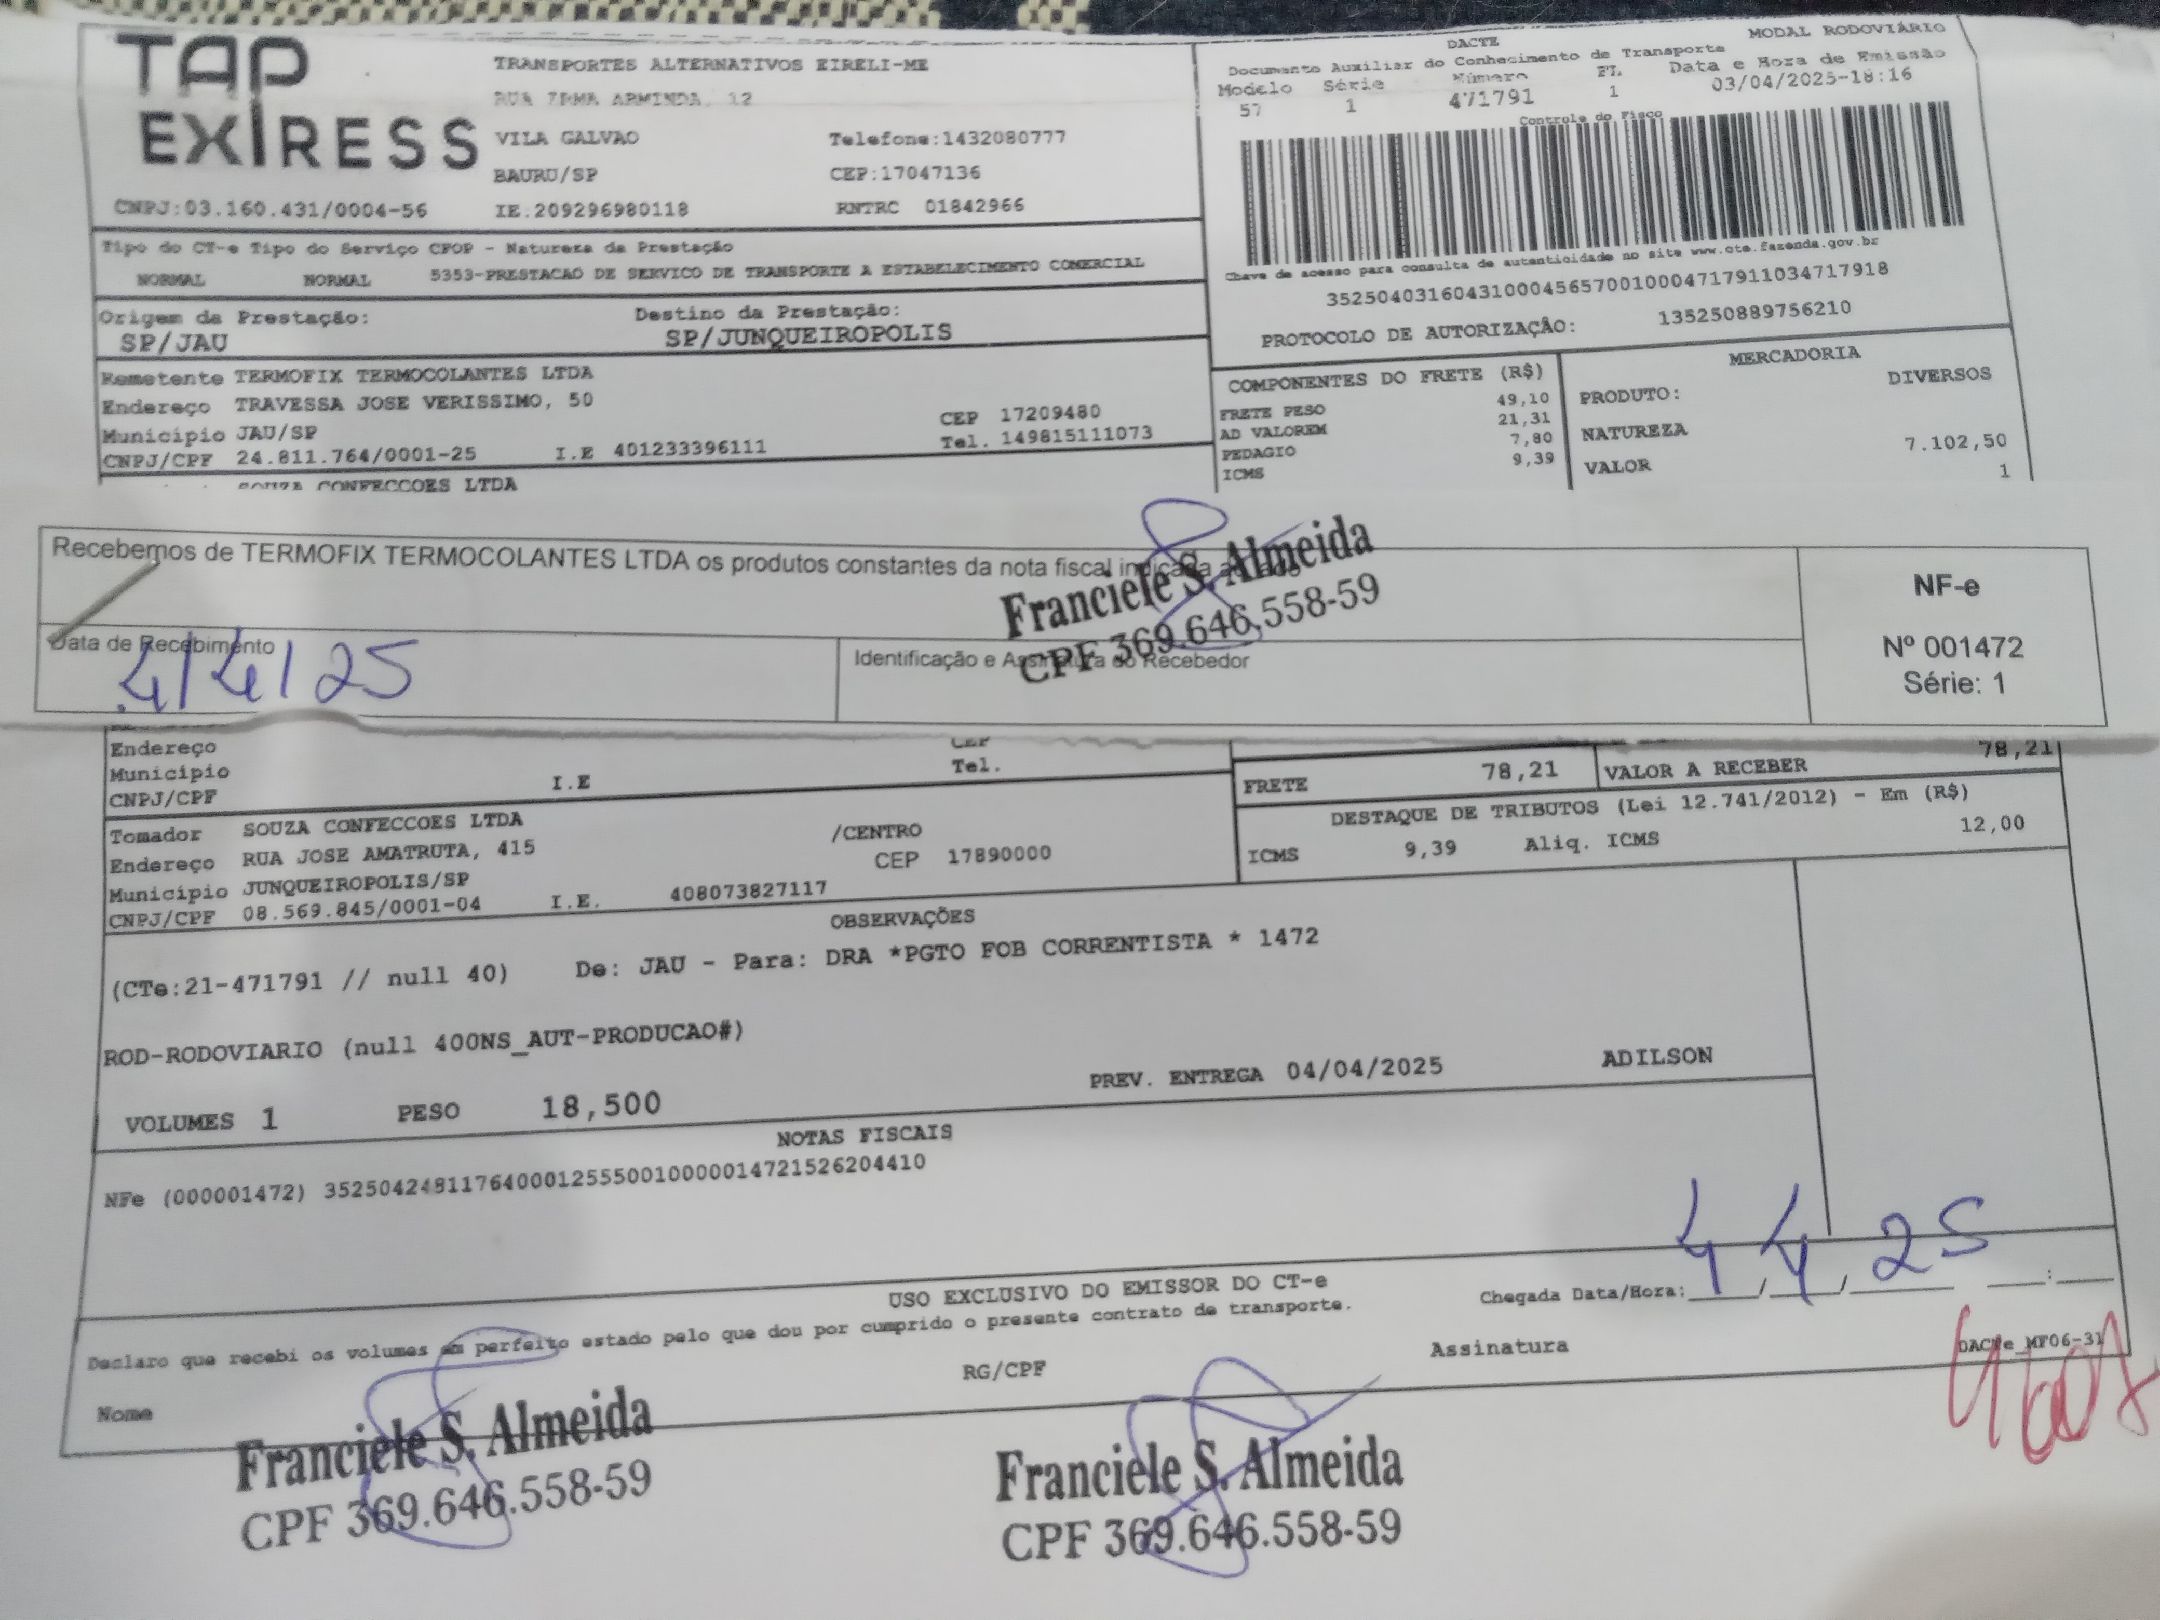 TAP
EXPRESS
TRANSPORTES ALTERNATIVOS EIRELI-ME
RUA IRMA ARMINDA, 12
VILA GALVAO Telefone:1432080777
BAURU/SP CEP:17047136
CNPJ:03.160.431/0004-56 IE:209296980118 RNTRC 01842966
DACTE MODAL RODOVIÁRIO
Documento Auxiliar do Conhecimento de Transporte
Modelo Série Número FL Data e Hora de Emissão
57 1 471791 1 03/04/2025-18:16
Controle do Fisco
Chave de acesso para consulta de autenticidade no site www.cte.fazenda.gov.br
35250403160431000456570010004717911034717918
PROTOCOLO DE AUTORIZAÇÃO: 135250889756210
Tipo do CT-e Tipo do Serviço CFOP - Natureza da Prestação
NORMAL NORMAL 5353-PRESTACAO DE SERVICO DE TRANSPORTE A ESTABELECIMENTO COMERCIAL
Origem da Prestação: Destino da Prestação:
SP/JAU SP/JUNQUEIROPOLIS
Remetente TERMOFIX TERMOCOLANTES LTDA
Endereço TRAVESSA JOSE VERISSIMO, 50
Município JAU/SP CEP 17209480
CNPJ/CPF 24.811.764/0001-25 I.E 401233396111 Tel. 149815111073
SOUZA CONFECCOES LTDA
COMPONENTES DO FRETE (R$)
FRETE PESO 49,10
AD VALOREM 21,31
PEDAGIO 7,80
ICMS 9,39
MERCADORIA
PRODUTO: DIVERSOS
NATUREZA
VALOR 7.102,50
1
Recebemos de TERMOFIX TERMOCOLANTES LTDA os produtos constantes da nota fiscal indicada ao lado
Franciele S. Almeida
CPF 369.646.558-59
Data de Recebimento
4/4/25
Identificação e Assinatura do Recebedor
NF-e
Nº 001472
Série: 1
Endereço CEP
Município Tel.
CNPJ/CPF I.E
78,21
FRETE 78,21 VALOR A RECEBER
DESTAQUE DE TRIBUTOS (Lei 12.741/2012) - Em (R$)
ICMS 9,39 Aliq. ICMS 12,00
Tomador SOUZA CONFECCOES LTDA
Endereço RUA JOSE AMATRUTA, 415 /CENTRO
Município JUNQUEIROPOLIS/SP CEP 17890000
CNPJ/CPF 08.569.845/0001-04 I.E. 408073827117
OBSERVAÇÕES
(CTe:21-471791 // null 40) De: JAU - Para: DRA *PGTO FOB CORRENTISTA * 1472
ROD-RODOVIARIO (null 400NS_AUT-PRODUCAO#)
VOLUMES 1 PESO 18,500 PREV. ENTREGA 04/04/2025 ADILSON
NOTAS FISCAIS
NFe (000001472) 35250424811764000125550010000014721526204410
USO EXCLUSIVO DO EMISSOR DO CT-e
Declaro que recebi os volumes em perfeito estado pelo que dou por cumprido o presente contrato de transporte.
Chegada Data/Hora: 4/4/25 :
Nome RG/CPF Assinatura DACTe_MF06-31
Franciele S. Almeida
CPF 369.646.558-59
Franciele S. Almeida
CPF 369.646.558-59